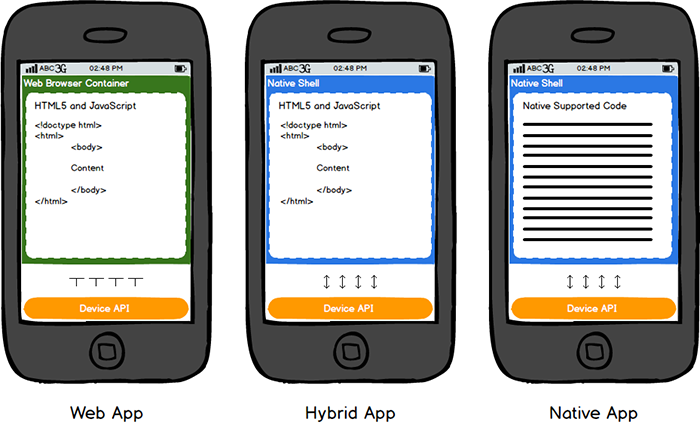 ABC 3G 02:48 PM
Web Browser Container
HTML5 and JavaScript
<!doctype html>
<html>
<body>
Content
</body>
</html>
Device API
Web App
ABC 3G 02:48 PM
Native Shell
HTML5 and JavaScript
<!doctype html>
<html>
<body>
Content
</body>
</html>
Device API
Hybrid App
ABC 3G 02:48 PM
Native Shell
Native Supported Code
Device API
Native App